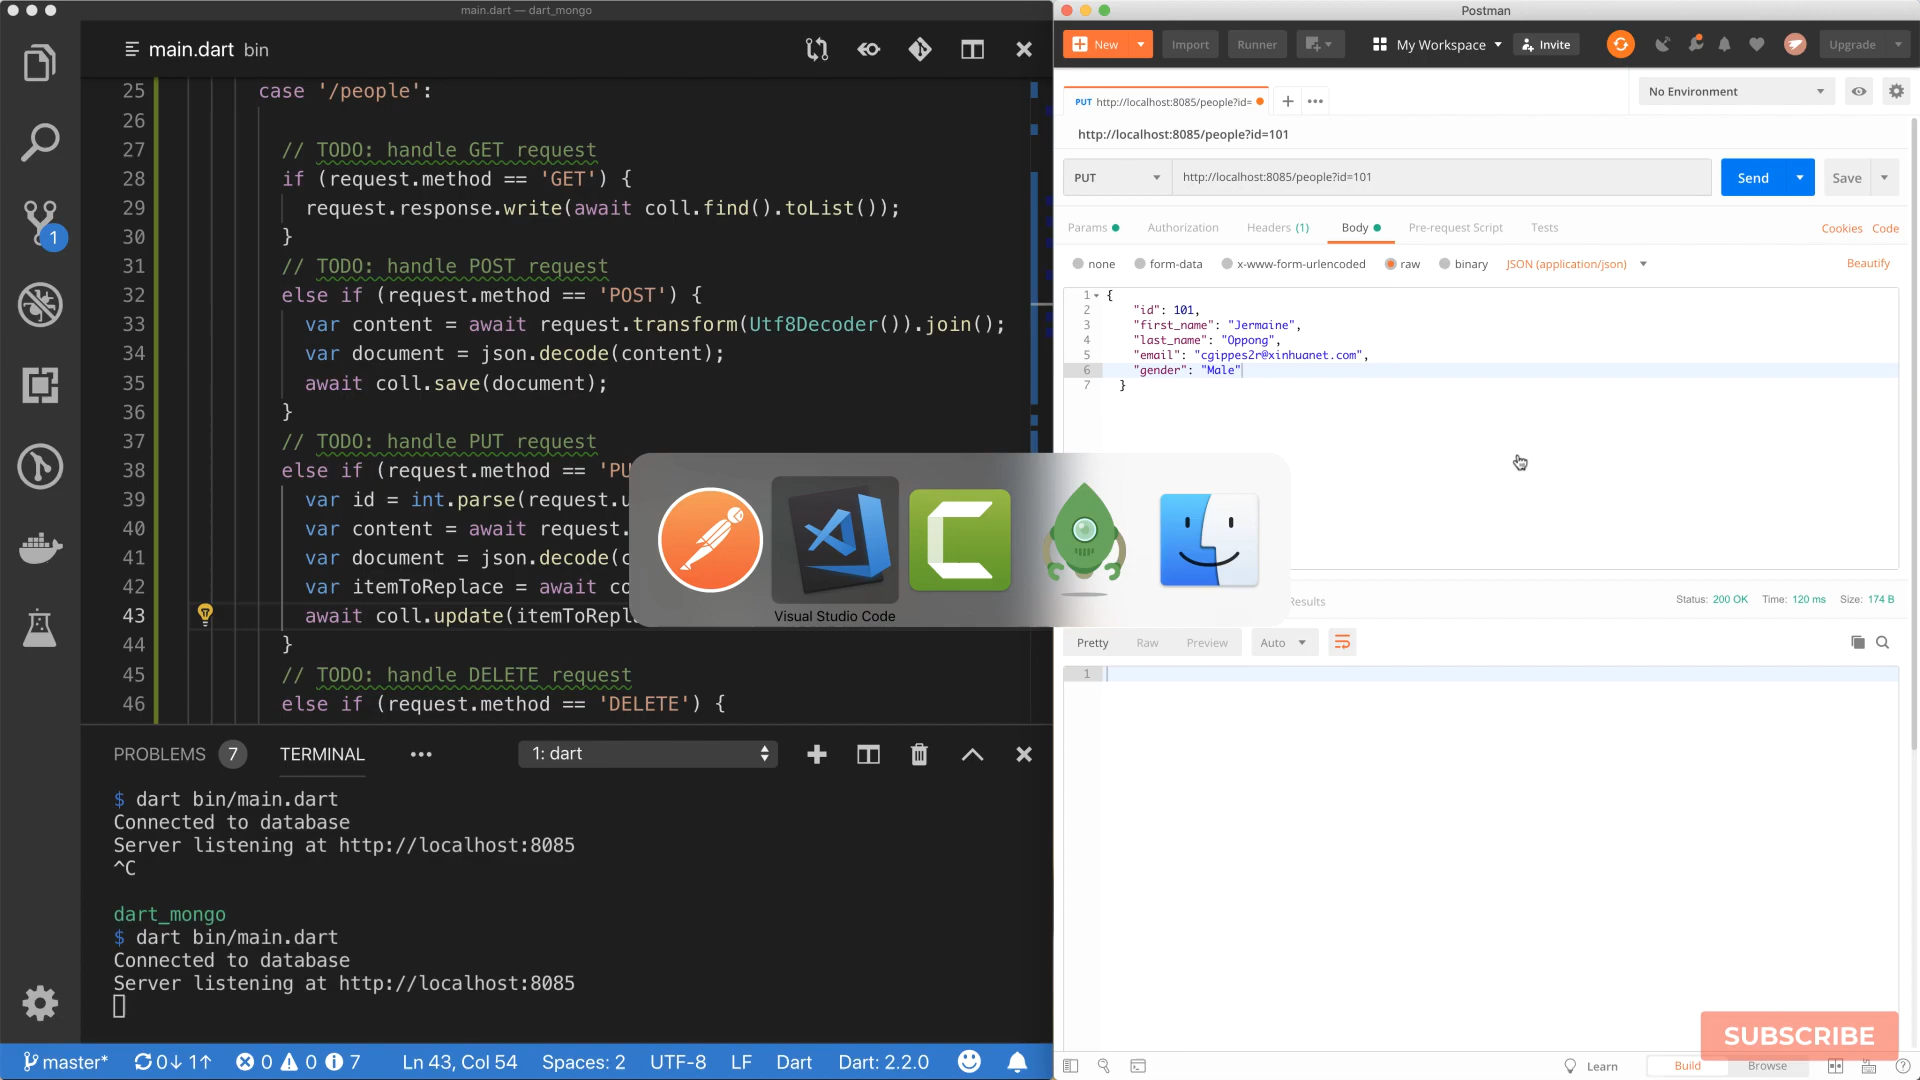 main.dart — dart_mongo
main.dart bin
25 case '/people':
26
27 // TODO: handle GET request
28 if (request.method == 'GET') {
29 request.response.write(await coll.find().toList());
30 }
31 // TODO: handle POST request
32 else if (request.method == 'POST') {
33 var content = await request.transform(Utf8Decoder()).join();
34 var document = json.decode(content);
35 await coll.save(document);
36 }
37 // TODO: handle PUT request
38 else if (request.method == 'PU
39 var id = int.parse(request.u
40 var content = await request.
41 var document = json.decode(c
42 var itemToReplace = await co
43 await coll.update(itemToRepl
44 }
45 // TODO: handle DELETE request
46 else if (request.method == 'DELETE') {
1
PROBLEMS 7 TERMINAL ••• 1: dart
$ dart bin/main.dart
Connected to database
Server listening at http://localhost:8085
^C
dart_mongo
$ dart bin/main.dart
Connected to database
Server listening at http://localhost:8085
master* 0↓ 1↑ 0 0 7 Ln 43, Col 54 Spaces: 2 UTF-8 LF Dart Dart: 2.2.0
Visual Studio Code
Postman
New Import Runner My Workspace Invite Upgrade
PUT http://localhost:8085/people?id=
No Environment
http://localhost:8085/people?id=101
PUT http://localhost:8085/people?id=101 Send Save
Params Authorization Headers (1) Body Pre-request Script Tests Cookies Code
none form-data x-www-form-urlencoded raw binary JSON (application/json) Beautify
1 {
2 "id": 101,
3 "first_name": "Jermaine",
4 "last_name": "Oppong",
5 "email": "cgippes2r@xinhuanet.com",
6 "gender": "Male"
7 }
Results Status: 200 OK Time: 120 ms Size: 174 B
Pretty Raw Preview Auto
1
SUBSCRIBE
Learn Build Browse